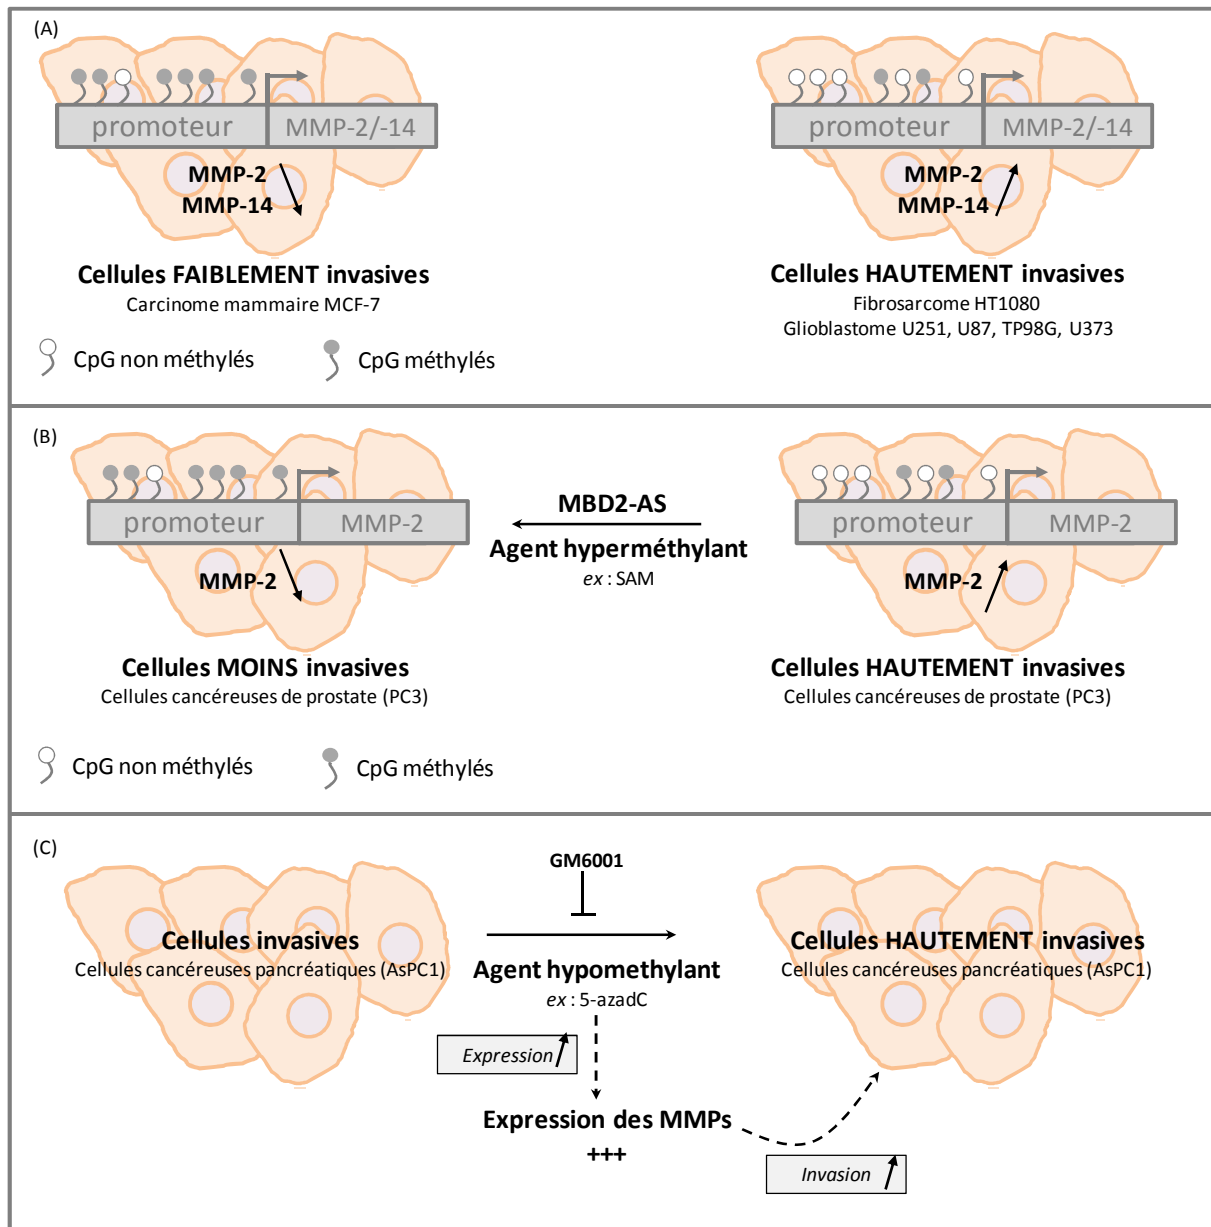 (A)
promoteur
MMP-2/-14
MMP-2
MMP-14
Cellules FAIBLEMENT invasives
Carcinome mammaire MCF-7
promoteur
MMP-2/-14
MMP-2
MMP-14
Cellules HAUTEMENT invasives
Fibrosarcome HT1080
Glioblastome U251, U87, TP98G, U373
CpG non méthylés
CpG méthylés
(B)
promoteur
MMP-2
MMP-2
Cellules MOINS invasives
Cellules cancéreuses de prostate (PC3)
MBD2-AS
Agent hyperméthylant
ex : SAM
promoteur
MMP-2
MMP-2
Cellules HAUTEMENT invasives
Cellules cancéreuses de prostate (PC3)
CpG non méthylés
CpG méthylés
(C)
Cellules invasives
Cellules cancéreuses pancréatiques (AsPC1)
GM6001
Agent hypomethylant
ex : 5-azadC
Expression
Expression des MMPs
+++
Invasion
Cellules HAUTEMENT invasives
Cellules cancéreuses pancréatiques (AsPC1)